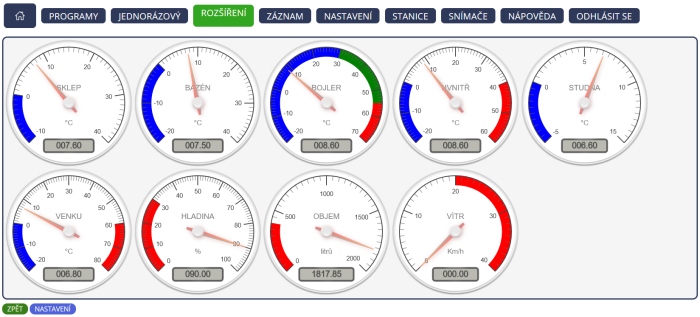 PROGRAMY JEDNORÁZOVÝ ROZŠÍŘENÍ ZÁZNAM NASTAVENÍ STANICE SNÍMAČE NÁPOVĚDA ODHLÁSIT SE
SKLEP
-10 0 10 20 30 40
°C
007.60
BAZÉN
-20 -10 0 10 20 30 40
°C
007.50
BOJLER
-20 -10 0 10 20 30 40 50 60 70
°C
008.60
UVNITŘ
-10 0 10 20 30 40 50 60
°C
008.60
STUDNA
-5 0 5 10 15
°C
006.60
VENKU
-20 -10 0 10 20 30 40 50 60 70 80
°C
006.80
HLADINA
0 10 20 30 40 50 60 70 80 90 100
%
090.00
OBJEM
0 500 1000 1500 2000
litrů
1817.85
VÍTR
10 20 30 40
Km/h
000.00
ZPĚT NASTAVENÍ